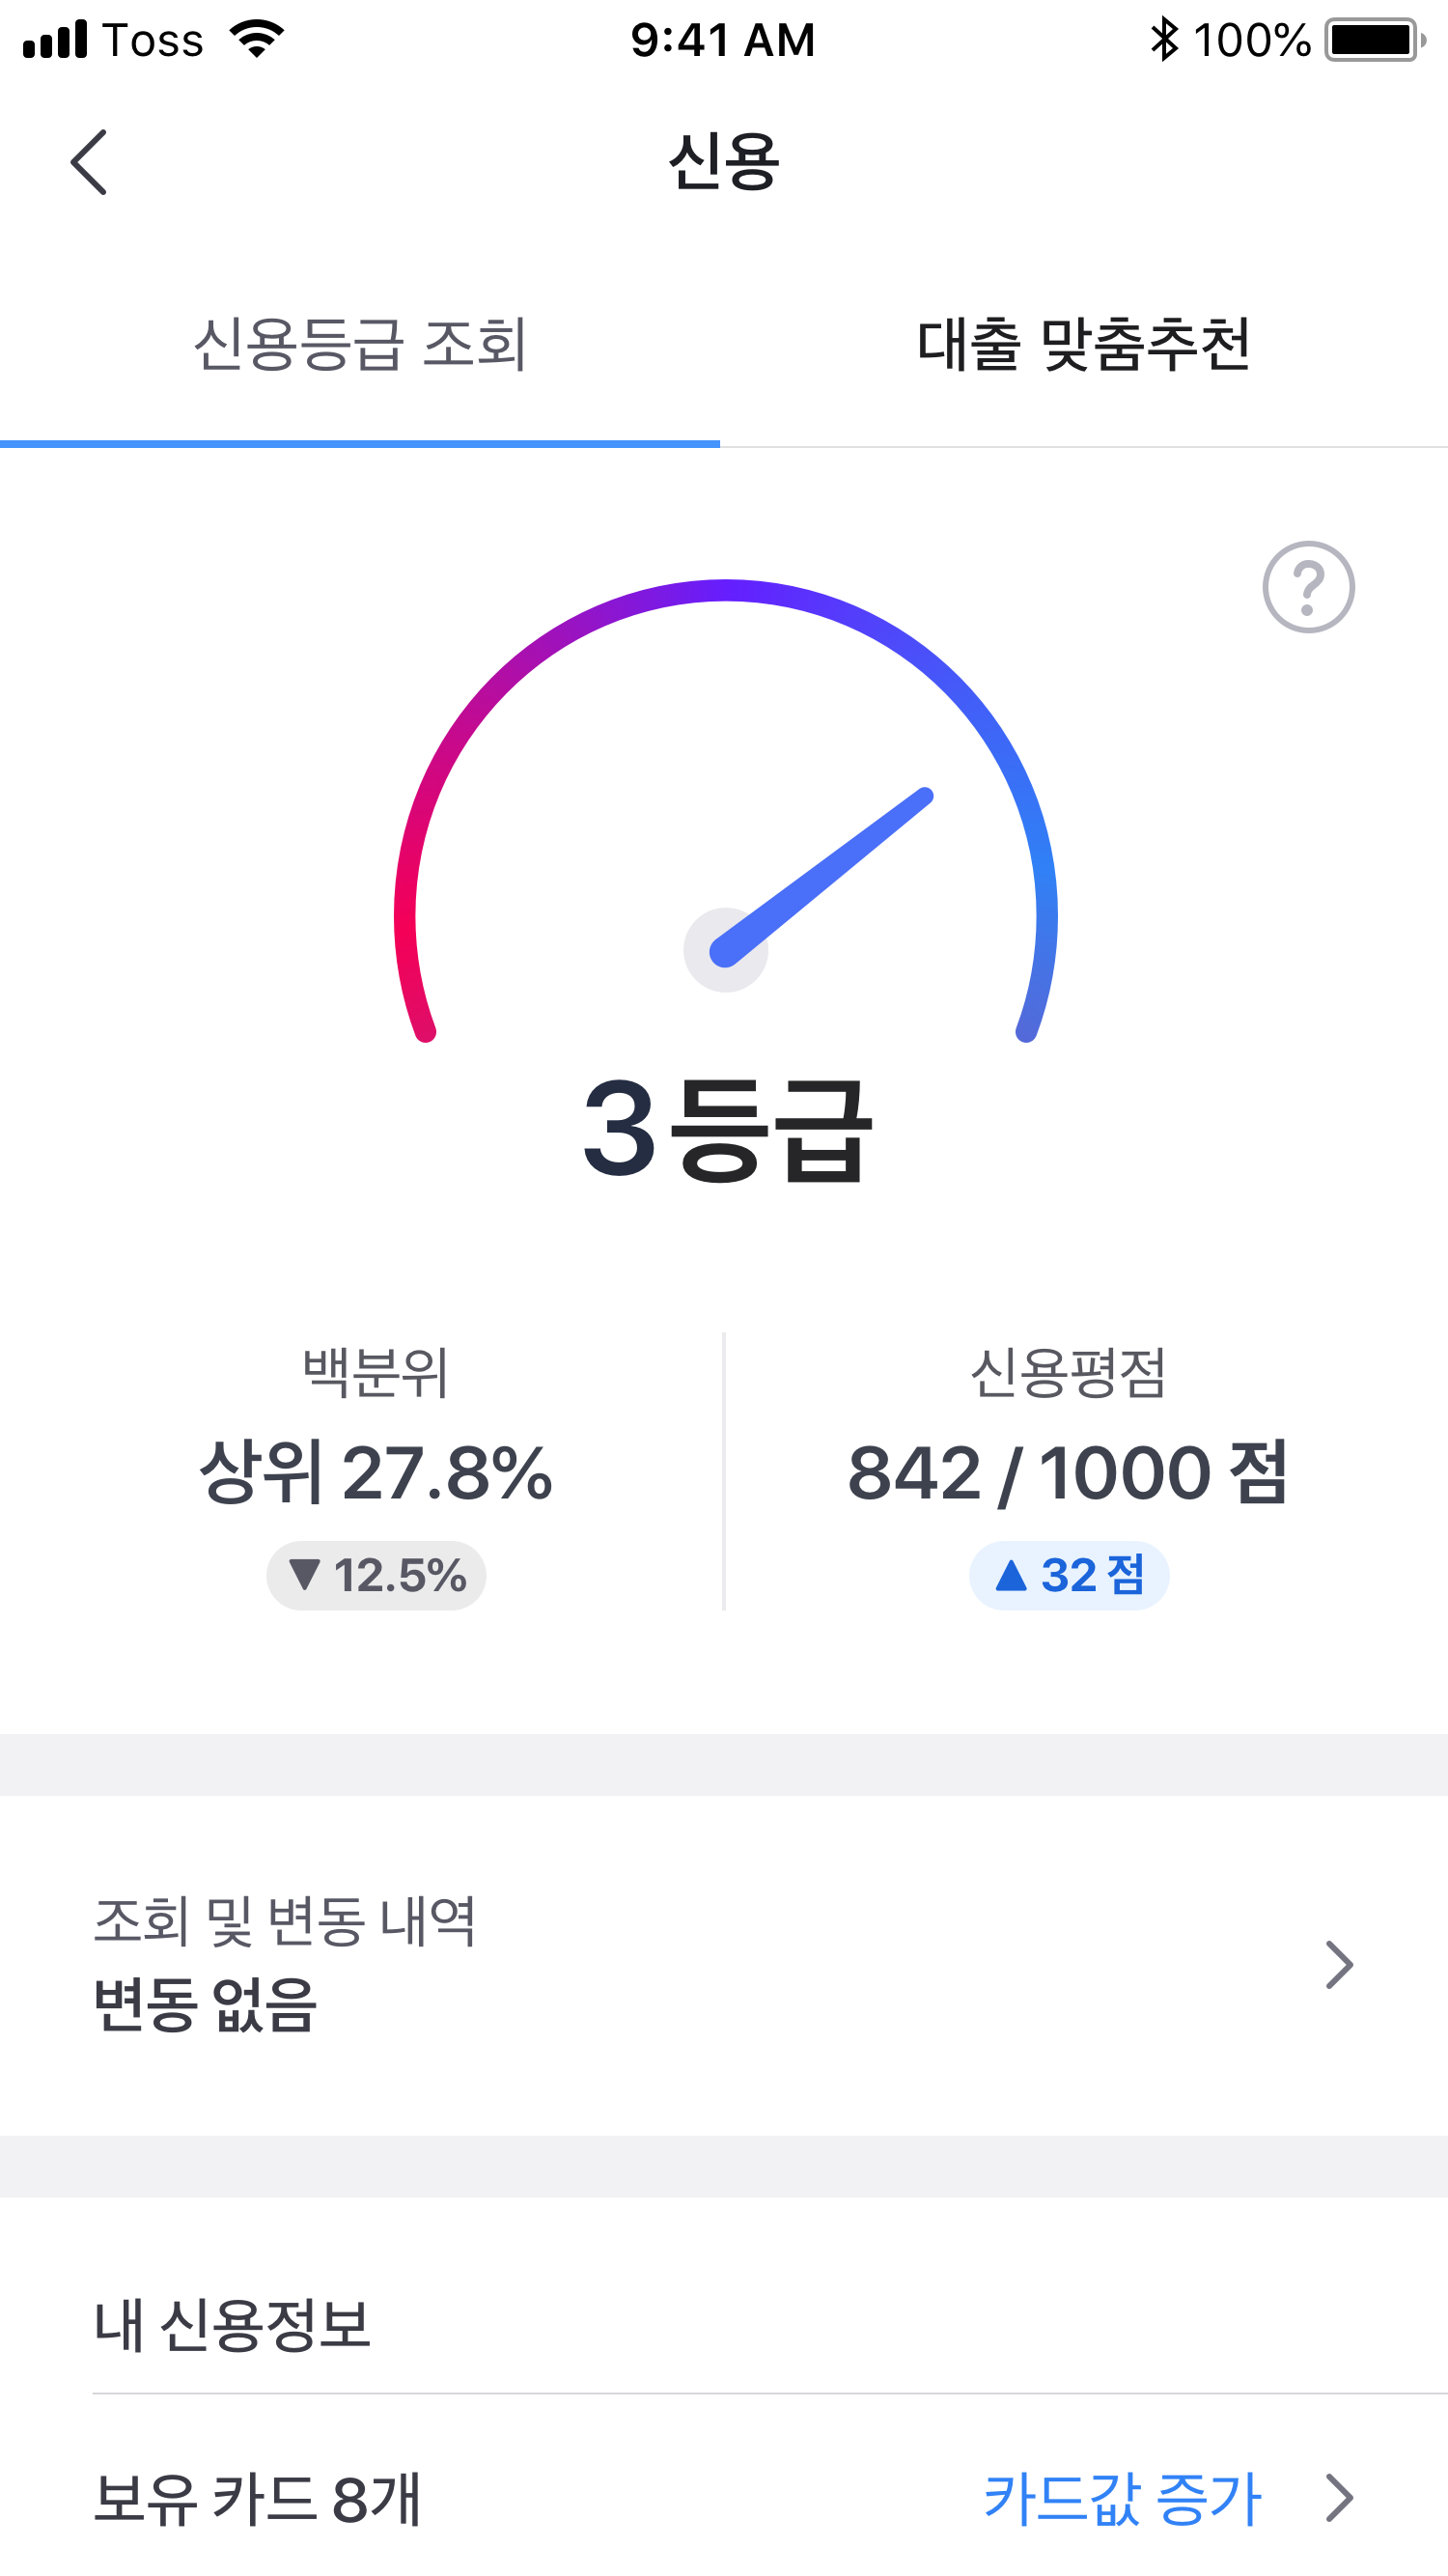 Toss 9:41 AM 100%
신용
신용등급 조회 대출 맞춤추천
?
3등급
백분위 신용평점
상위 27.8% 842 / 1000 점
▼ 12.5% ▲ 32 점
조회 및 변동 내역
변동 없음
내 신용정보
보유 카드 8개 카드값 증가